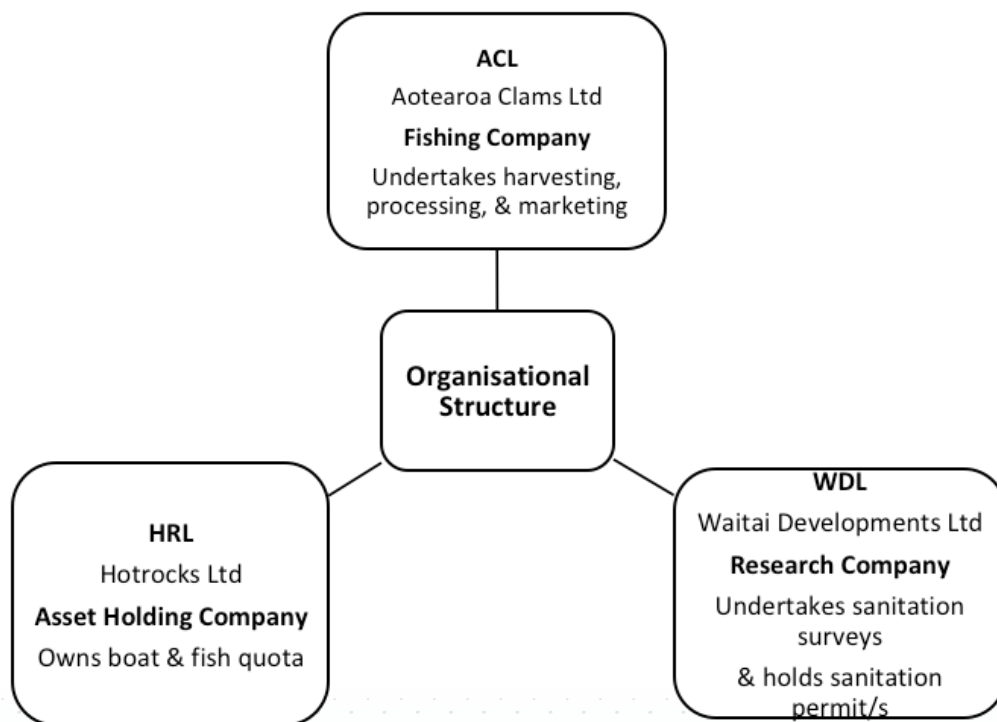 ACL
Aotearoa Clams Ltd
Fishing Company
Undertakes harvesting,
processing, & marketing
Organisational
Structure
HRL
Hotrocks Ltd
Asset Holding Company
Owns boat & fish quota
WDL
Waitai Developments Ltd
Research Company
Undertakes sanitation
surveys
& holds sanitation
permit/s